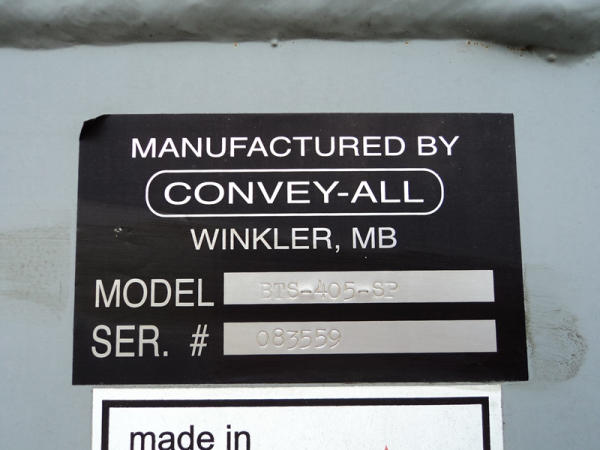 MANUFACTURED BY
CONVEY-ALL
WINKLER, MB
MODEL BTS-405-SP
SER. # 083559
made in